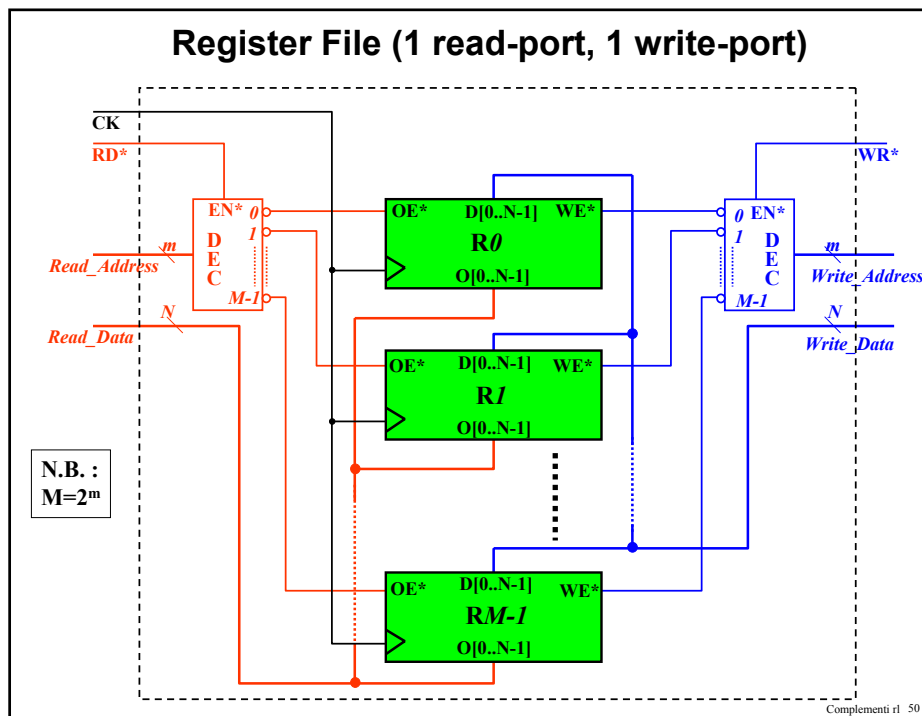 Register File (1 read-port, 1 write-port)
CK
RD*
WR*
EN*
0
1
M-1
D
E
C
m
Read_Address
N
Read_Data
OE*
D[0..N-1]
WE*
R0
O[0..N-1]
OE*
D[0..N-1]
WE*
R1
O[0..N-1]
OE*
D[0..N-1]
WE*
RM-1
O[0..N-1]
0
EN*
1
D
E
C
M-1
m
Write_Address
N
Write_Data
N.B. :
M=2ᵐ
Complementi rl 50